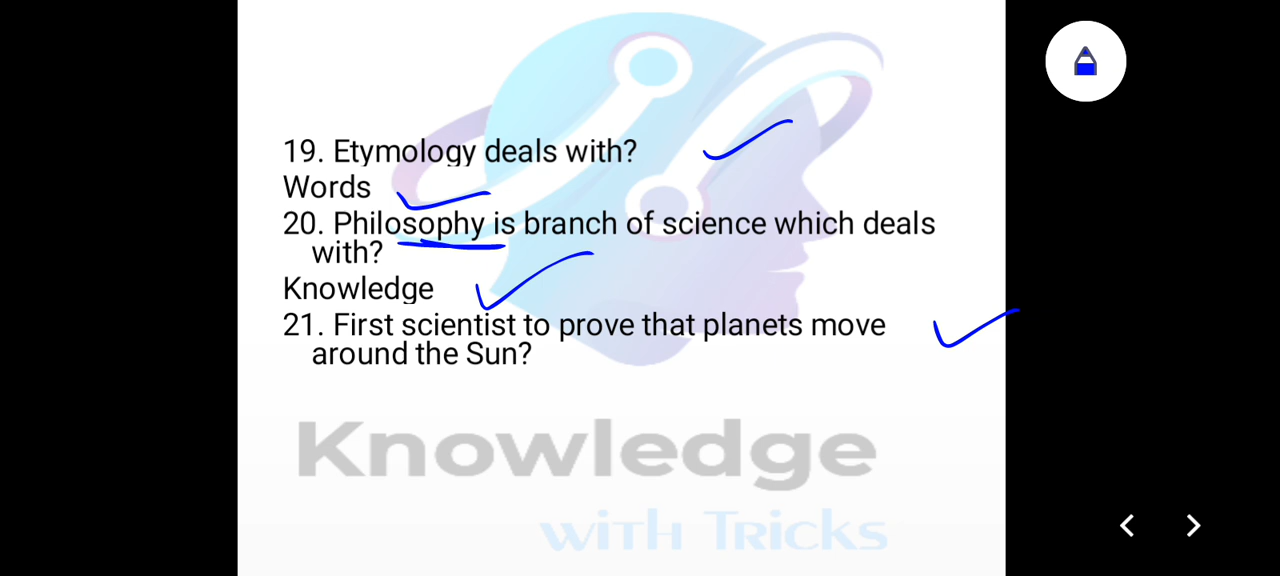 19. Etymology deals with?
Words
20. Philosophy is branch of science which deals
with?
Knowledge
21. First scientist to prove that planets move
around the Sun?
Knowledge
with Tricks